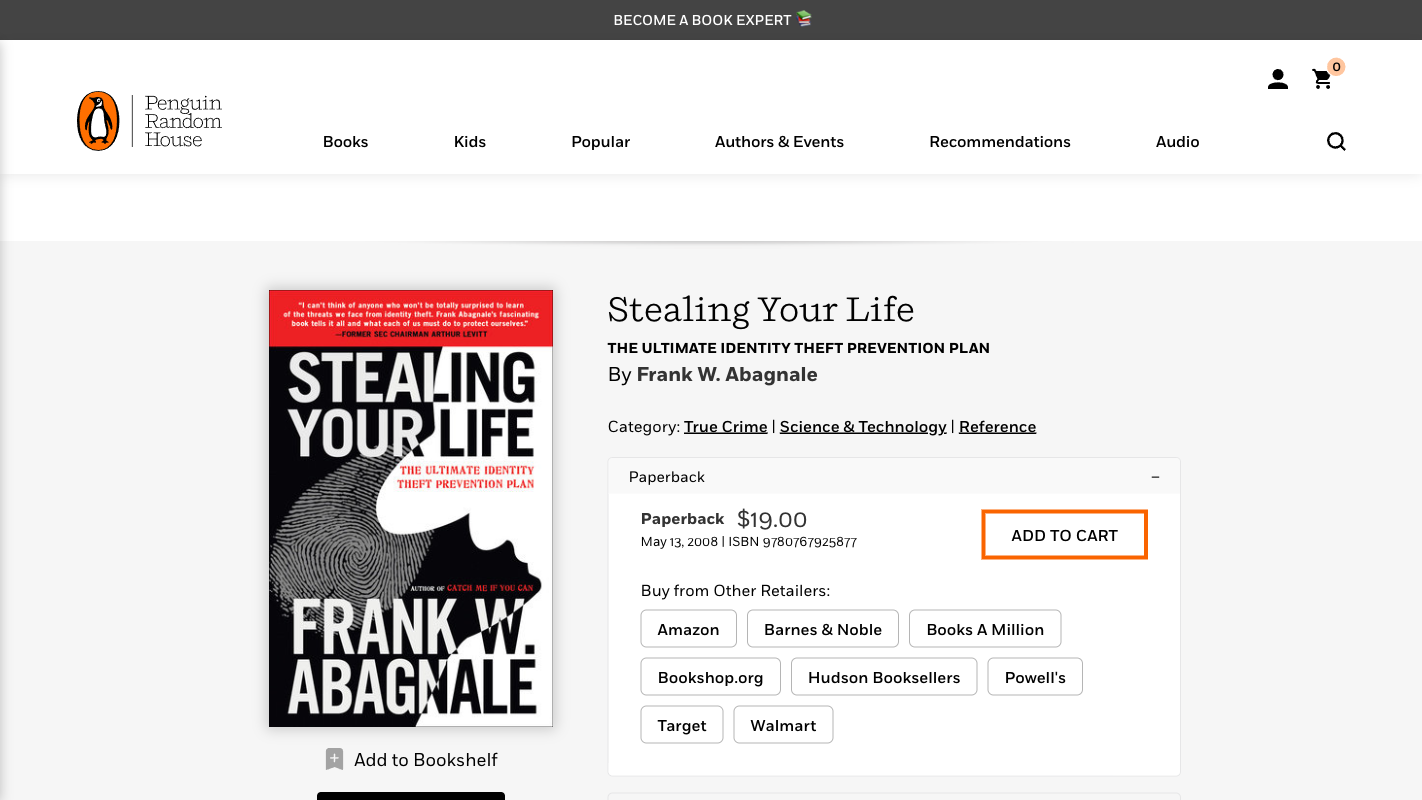 BECOME A BOOK EXPERT
0
Penguin
Random
House
Books
Kids
Popular
Authors & Events
Recommendations
Audio
"I can't think of anyone who won't be totally surprised to learn
of the threats we face from identity theft. Frank Abagnale's fascinating
book tells it all and what each of us must do to protect ourselves."
—FORMER SEC CHAIRMAN ARTHUR LEVITT
STEALING
YOUR LIFE
THE ULTIMATE IDENTITY
THEFT PREVENTION PLAN
AUTHOR OF CATCH ME IF YOU CAN
FRANK W.
ABAGNALE
Add to Bookshelf
Stealing Your Life
THE ULTIMATE IDENTITY THEFT PREVENTION PLAN
By Frank W. Abagnale
Category: True Crime | Science & Technology | Reference
Paperback –
Paperback $19.00
May 13, 2008 | ISBN 9780767925877
ADD TO CART
Buy from Other Retailers:
Amazon
Barnes & Noble
Books A Million
Bookshop.org
Hudson Booksellers
Powell's
Target
Walmart